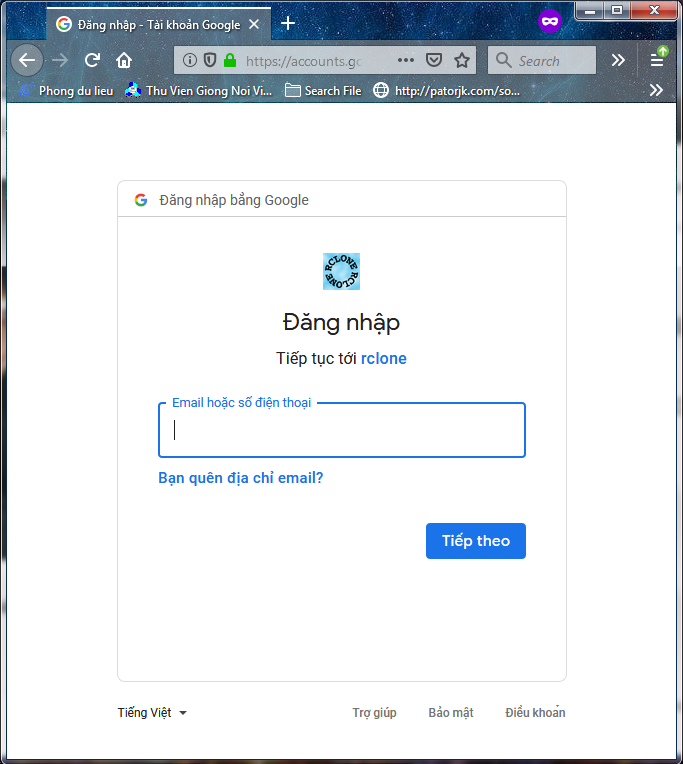 Đăng nhập - Tài khoản Google
https://accounts.go
Search
Phong du lieu
Thu Vien Giong Noi Vi...
Search File
http://patorjk.com/so...
Đăng nhập bằng Google
RCLONE RCLONE
Đăng nhập
Tiếp tục tới rclone
Email hoặc số điện thoại
Bạn quên địa chỉ email?
Tiếp theo
Tiếng Việt
Trợ giúp
Bảo mật
Điều khoản